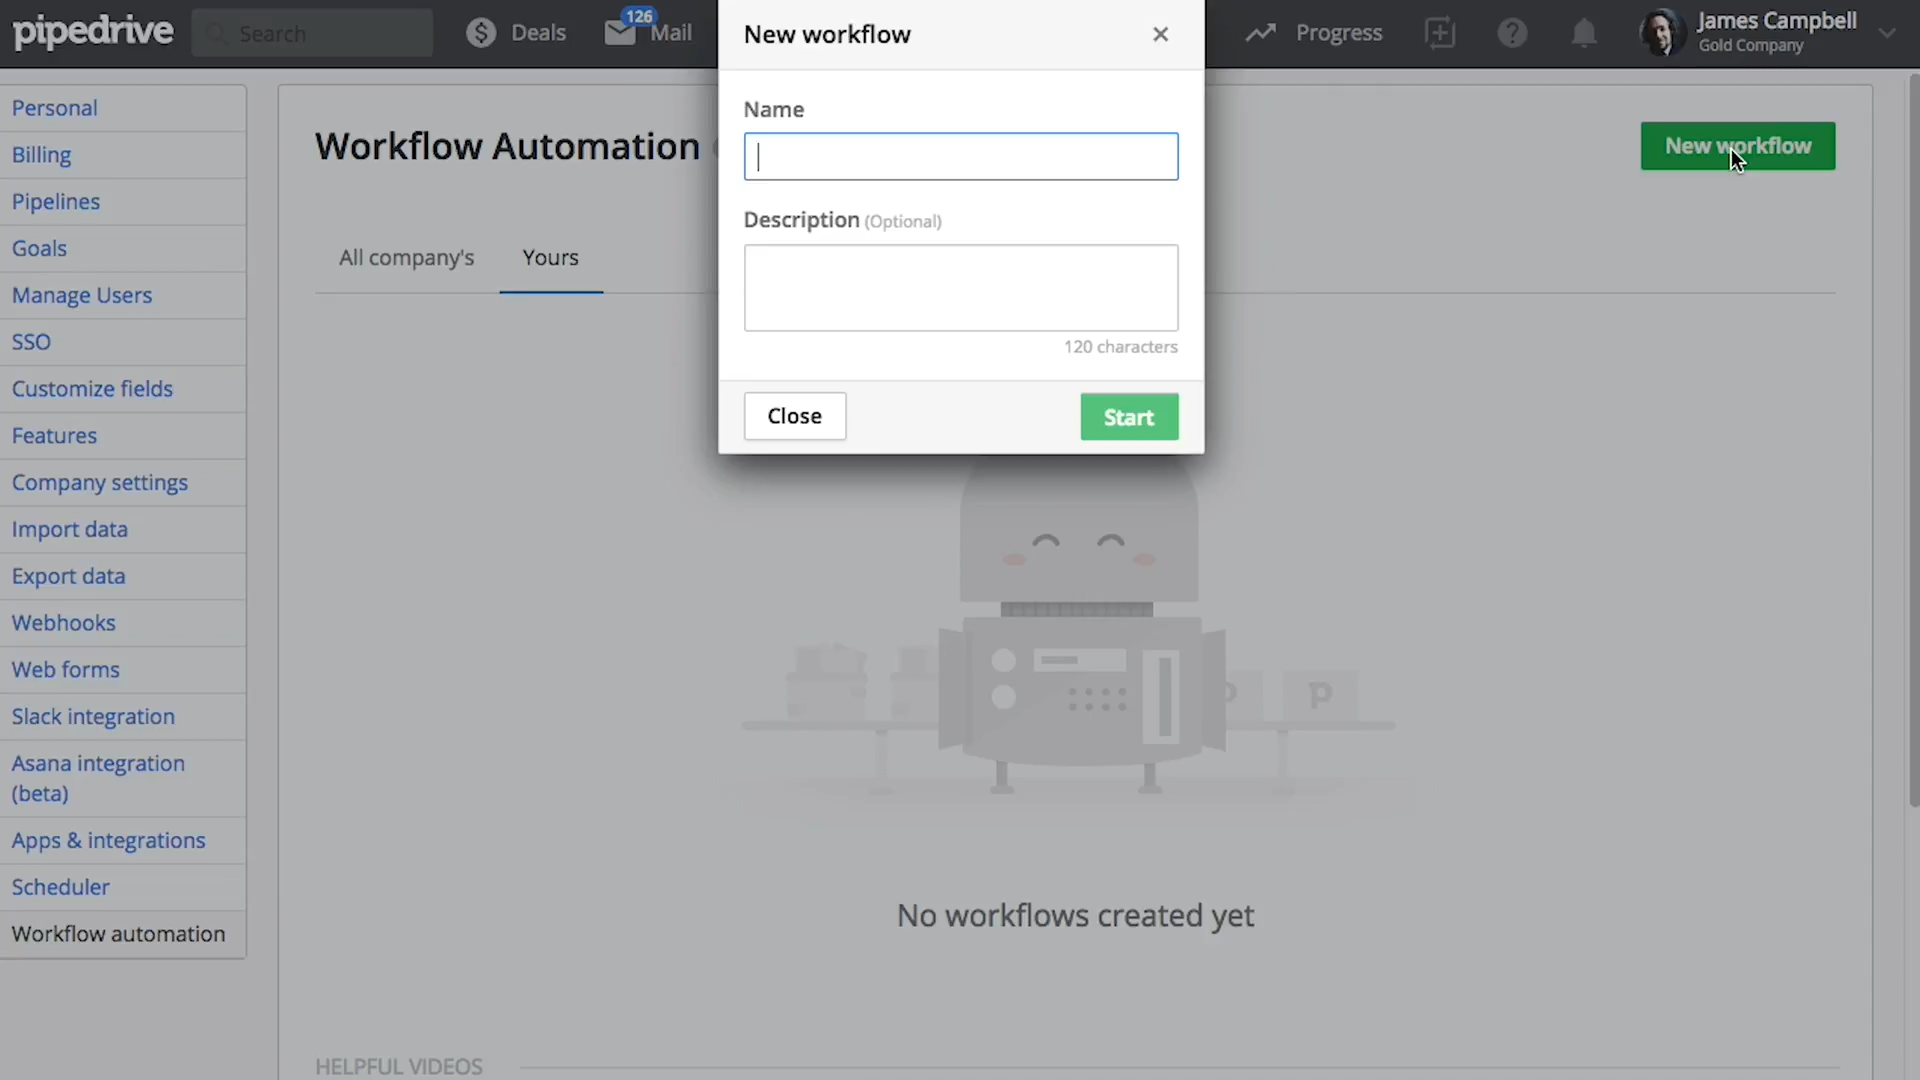 pipedrive
Search
Deals
126
Mail
Progress
James Campbell
Gold Company
New workflow
Name
Description (Optional)
120 characters
Close
Start
Personal
Billing
Pipelines
Goals
Manage Users
SSO
Customize fields
Features
Company settings
Import data
Export data
Webhooks
Web forms
Slack integration
Asana integration
(beta)
Apps & integrations
Scheduler
Workflow automation
Workflow Automation
New workflow
All company's
Yours
p
No workflows created yet
HELPFUL VIDEOS